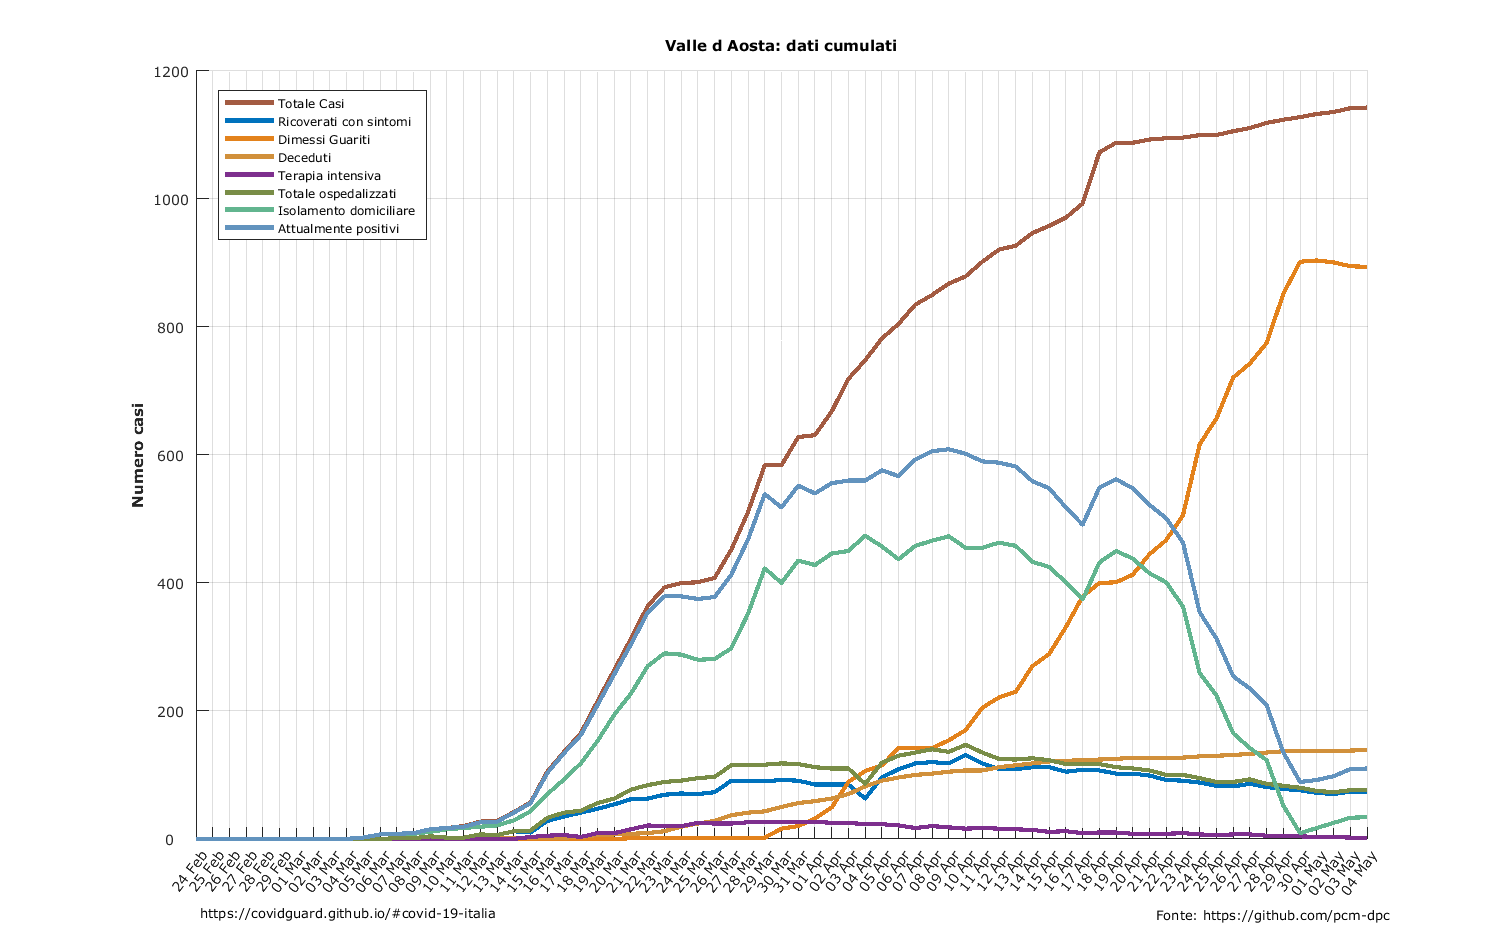 Valle d Aosta: dati cumulati
1200
1000
800
600
400
200
0
Numero casi
Totale Casi
Ricoverati con sintomi
Dimessi Guariti
Deceduti
Terapia intensiva
Totale ospedalizzati
Isolamento domiciliare
Attualmente positivi
24 Feb
25 Feb
26 Feb
27 Feb
28 Feb
29 Feb
01 Mar
02 Mar
03 Mar
04 Mar
05 Mar
06 Mar
07 Mar
08 Mar
09 Mar
10 Mar
11 Mar
12 Mar
13 Mar
14 Mar
15 Mar
16 Mar
17 Mar
18 Mar
19 Mar
20 Mar
21 Mar
22 Mar
23 Mar
24 Mar
25 Mar
26 Mar
27 Mar
28 Mar
29 Mar
30 Mar
31 Mar
01 Apr
02 Apr
03 Apr
04 Apr
05 Apr
06 Apr
07 Apr
08 Apr
09 Apr
10 Apr
11 Apr
12 Apr
13 Apr
14 Apr
15 Apr
16 Apr
17 Apr
18 Apr
19 Apr
20 Apr
21 Apr
22 Apr
23 Apr
24 Apr
25 Apr
26 Apr
27 Apr
28 Apr
29 Apr
30 Apr
01 May
02 May
03 May
04 May
https://covidguard.github.io/#covid-19-italia
Fonte: https://github.com/pcm-dpc